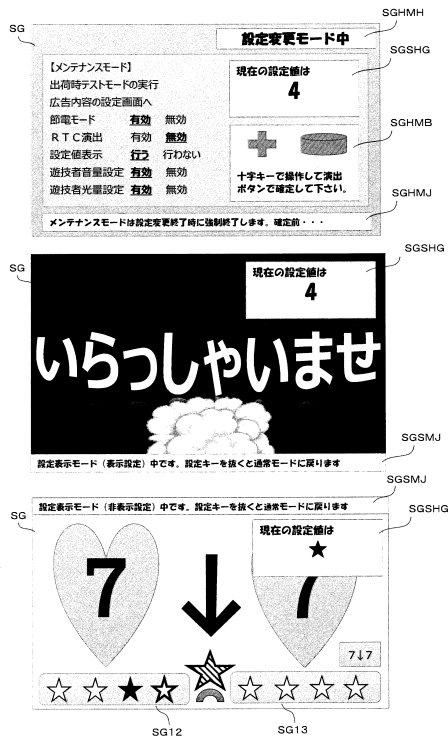 SG
設定変更モード中
SGHMH
【メンテナンスモード】
出荷時テストモードの実行
広告内容の設定画面へ
節電モード 有効 無効
ＲＴＣ演出 有効 無効
設定値表示 行う 行わない
遊技者音量設定 有効 無効
遊技者光量設定 有効 無効
現在の設定値は
4
SGSHG
SGHMB
十字キーで操作して演出
ボタンで確定して下さい。
SGHMJ
メンテナンスモードは設定変更終了時に強制終了します。確定前・・・
SG
現在の設定値は
4
SGSHG
いらっしゃいませ
SGSMJ
設定表示モード（表示設定）中です。設定キーを抜くと通常モードに戻ります
SGSMJ
設定表示モード（非表示設定）中です。設定キーを抜くと通常モードに戻ります
SG
SGSHG
現在の設定値は
★
7
↓
7
7↓7
☆ ☆ ★ ☆
☆ ☆ ☆ ☆
SG12
SG13